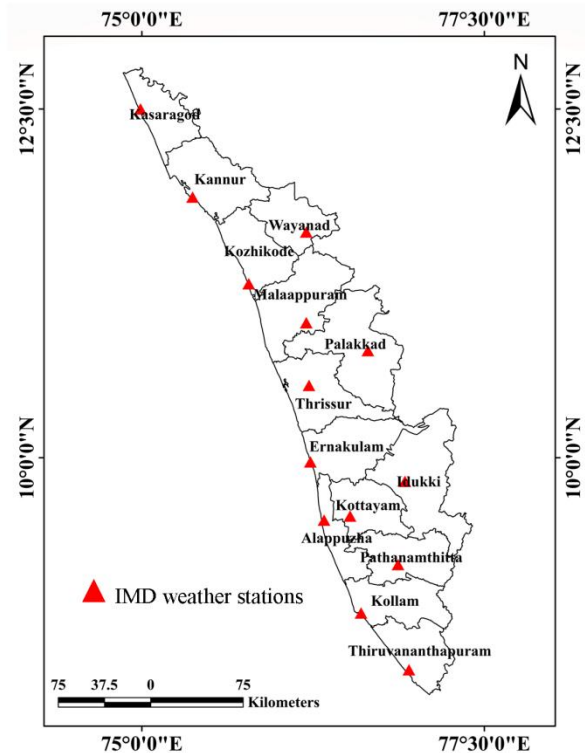 75°0'0"E 77°30'0"E
N
12°30'0"N 12°30'0"N
Kasaragod
Kannur
Wayanad
Kozhikode
Malaappuram
Palakkad
Thrissur
Ernakulam
10°0'0"N 10°0'0"N
Idukki
Kottayam
Alappuzha
Pathanamthitta
IMD weather stations
Kollam
Thiruvananthapuram
75 37.5 0 75
Kilometers
75°0'0"E 77°30'0"E